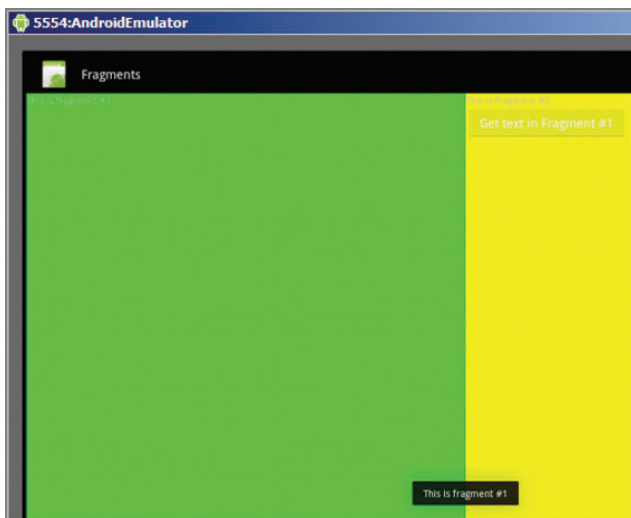 5554:AndroidEmulator
Fragments
This is fragment #1
This is fragment #2
Get text in Fragment #1
This is fragment #1